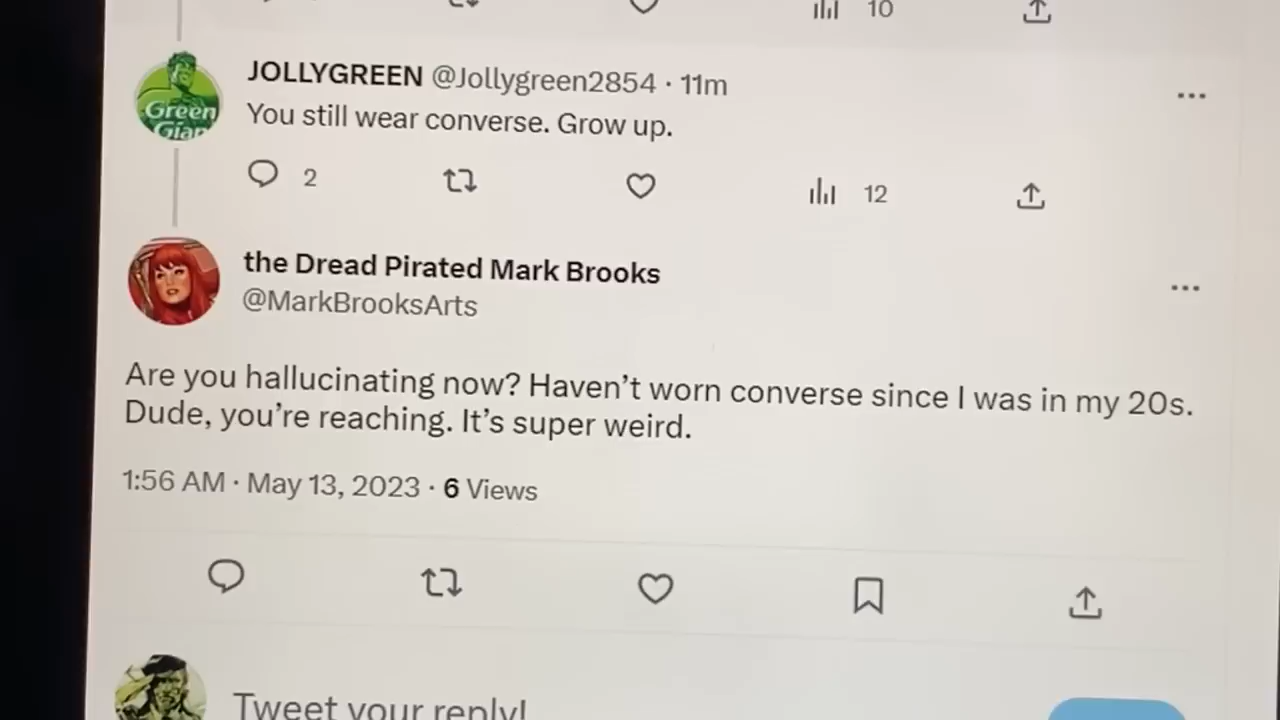 10
JOLLYGREEN @Jollygreen2854 · 11m
Green
Giant
You still wear converse. Grow up.
2
12
the Dread Pirated Mark Brooks
@MarkBrooksArts
Are you hallucinating now? Haven't worn converse since I was in my 20s.
Dude, you're reaching. It's super weird.
1:56 AM · May 13, 2023 · 6 Views
Tweet your reply!